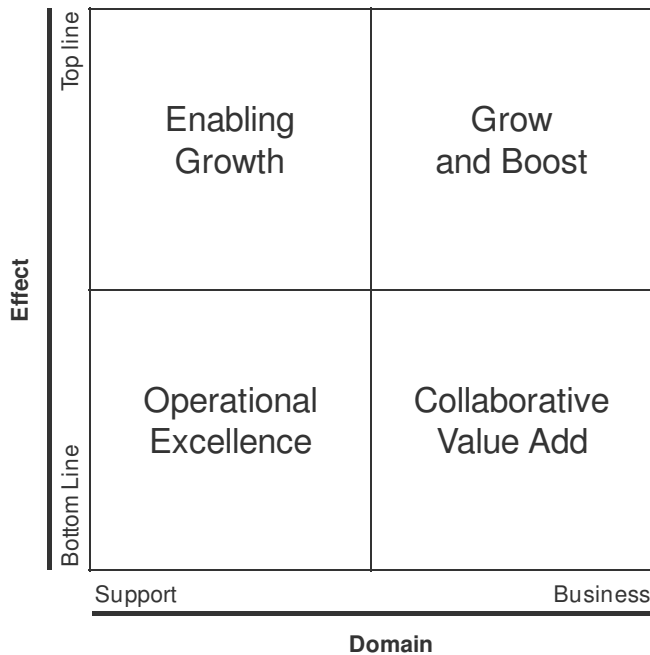 Top line
Enabling
Growth
Grow
and Boost
Effect
Operational
Excellence
Collaborative
Value Add
Bottom Line
Support
Business
Domain